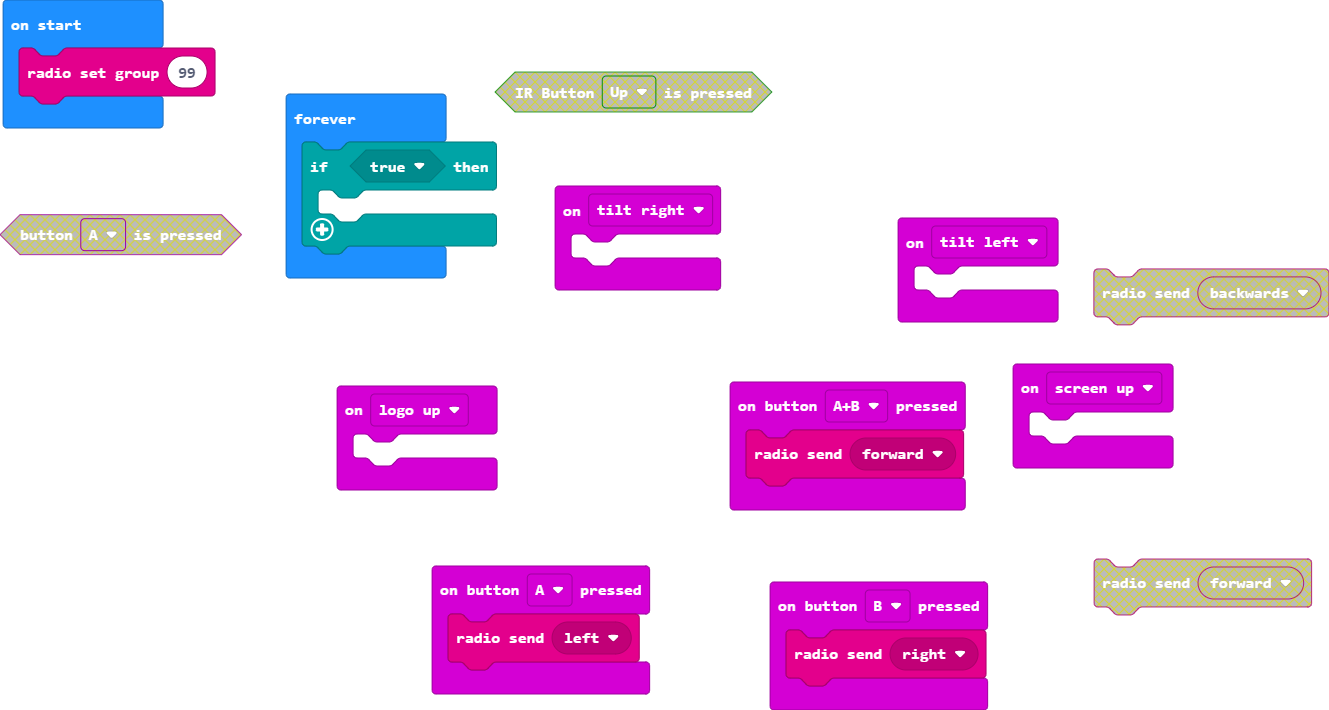 on start
radio set group 99
forever
if true then
IR Button Up is pressed
button A is pressed
on tilt right
on tilt left
radio send backwards
on logo up
on button A+B pressed
radio send forward
on screen up
on button A pressed
radio send left
on button B pressed
radio send right
radio send forward